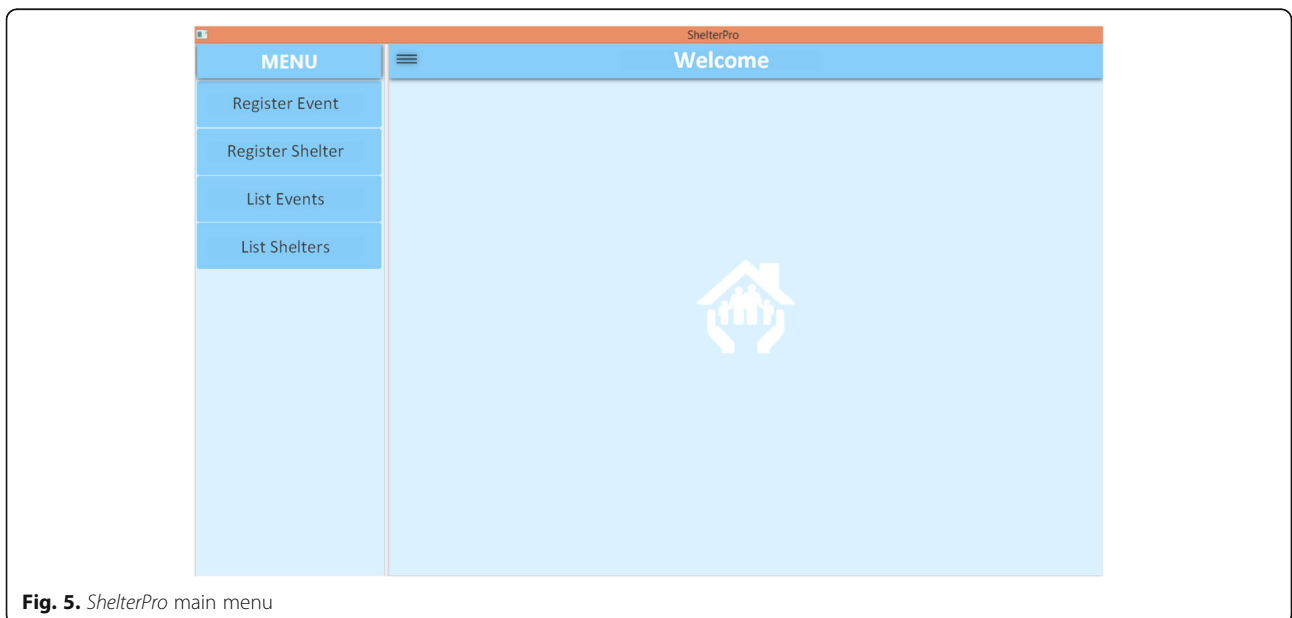 ShelterPro
MENU
Welcome
Register Event
Register Shelter
List Events
List Shelters
Fig. 5. ShelterPro main menu